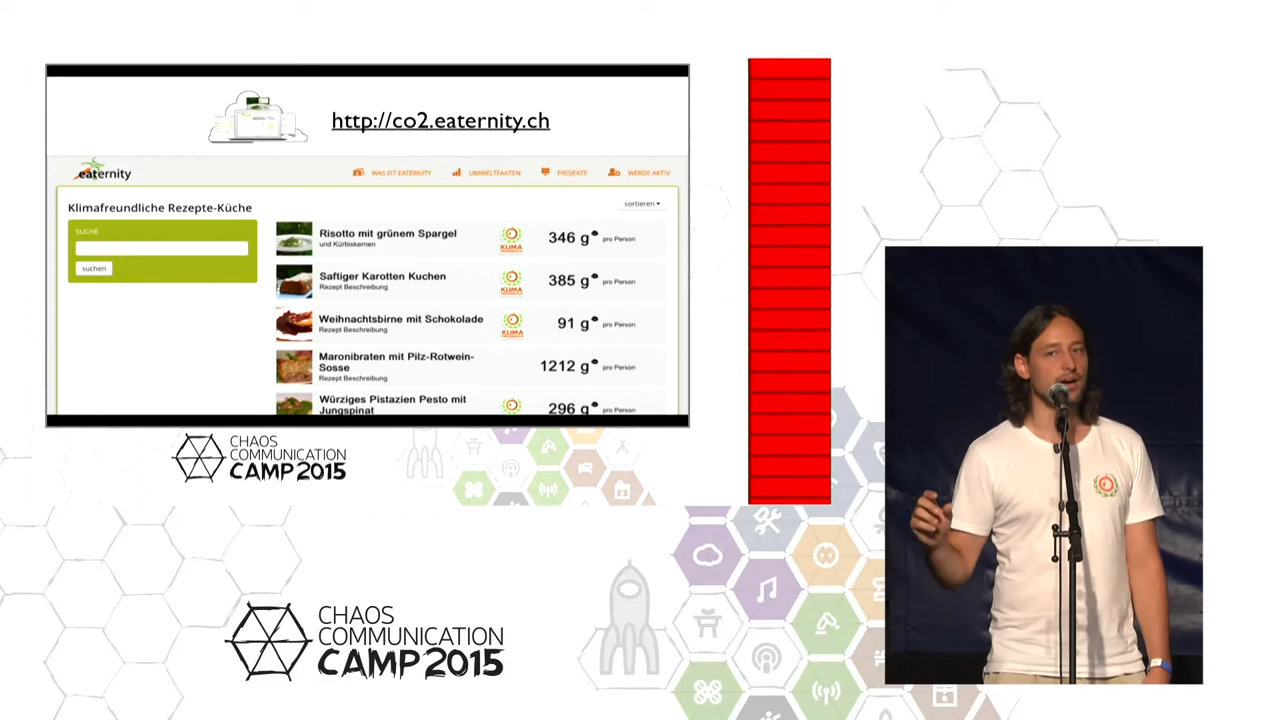 http://co2.eaternity.ch
eaternity
WAS IST EATERNITY
UMWELTFAKTEN
PROJEKTE
WERDE AKTIV
Klimafreundliche Rezepte-Küche
sortieren
SUCHE
suchen
Risotto mit grünem Spargel
und Kürbiskernen
KLIMA
346 g pro Person
Saftiger Karotten Kuchen
Rezept Beschreibung
KLIMA
385 g pro Person
Weihnachtsbirne mit Schokolade
Rezept Beschreibung
KLIMA
91 g pro Person
Maronibraten mit Pilz-Rotwein-
Sosse
Rezept Beschreibung
1212 g pro Person
Würziges Pistazien Pesto mit
Jungspinat
296 g pro Person
CHAOS
COMMUNICATION
CAMP 2015
CHAOS
COMMUNICATION
CAMP 2015